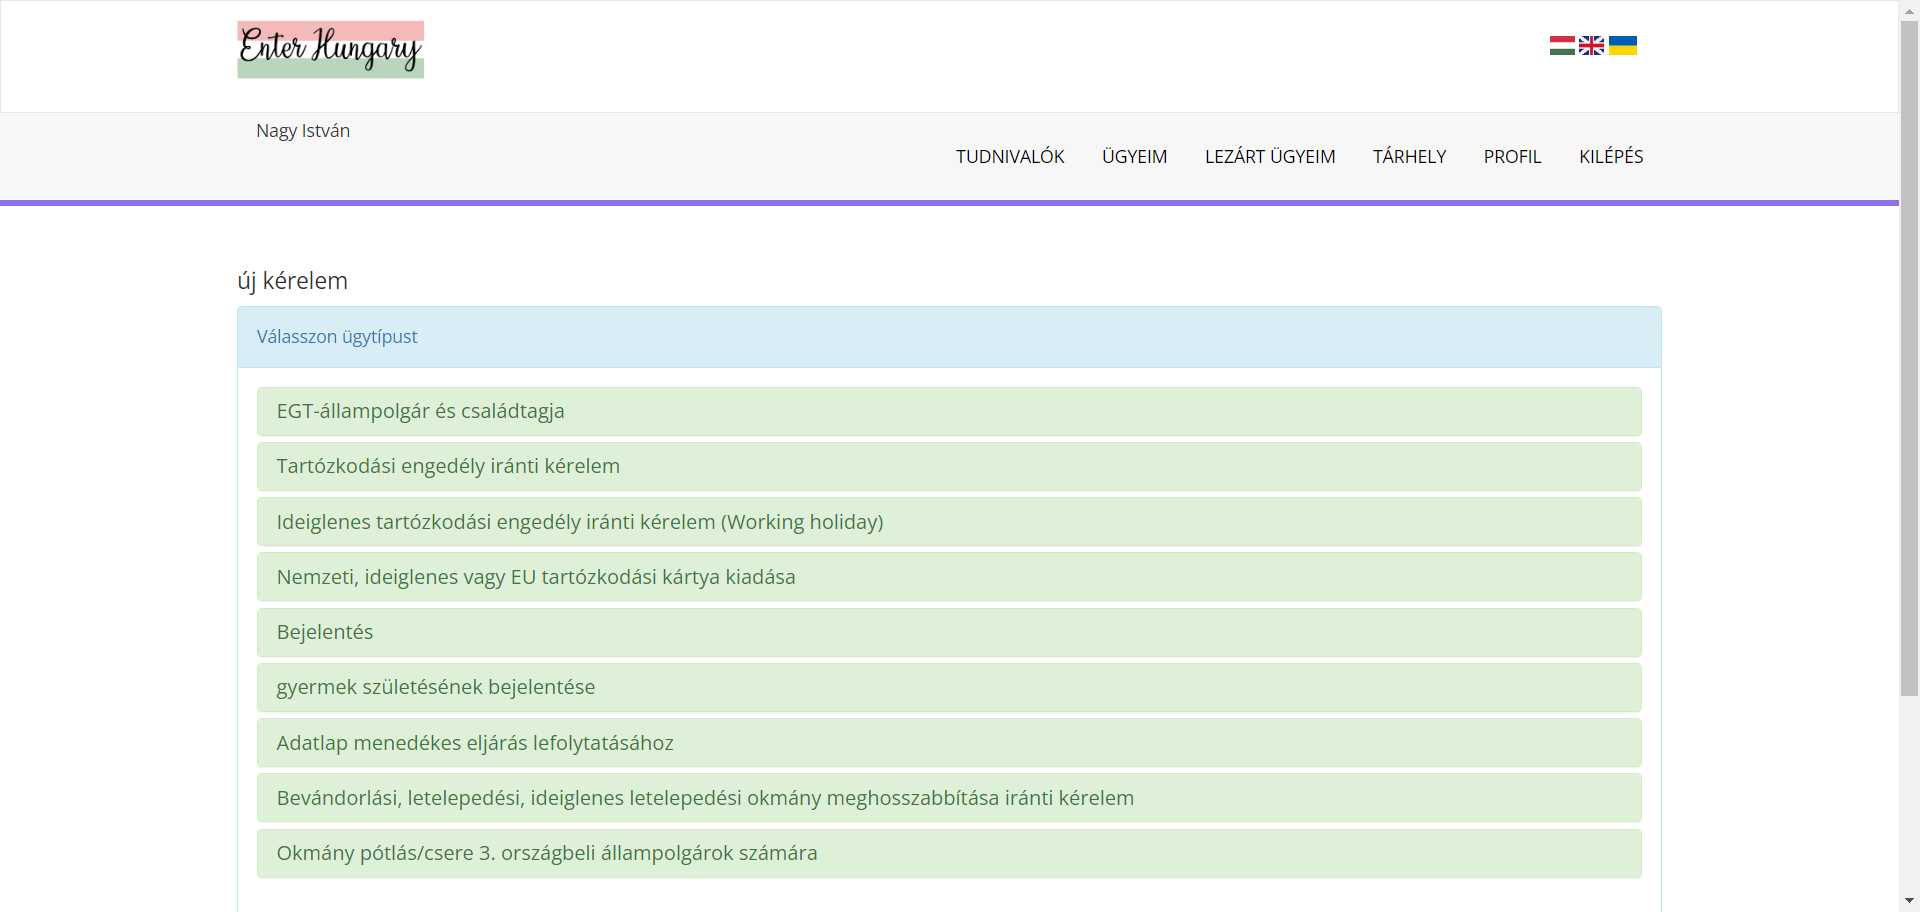 Enter Hungary
Nagy István
TUDNIVALÓK ÜGYEIM LEZÁRT ÜGYEIM TÁRHELY PROFIL KILÉPÉS
új kérelem
Válasszon ügytípust
EGT-állampolgár és családtagja
Tartózkodási engedély iránti kérelem
Ideiglenes tartózkodási engedély iránti kérelem (Working holiday)
Nemzeti, ideiglenes vagy EU tartózkodási kártya kiadása
Bejelentés
gyermek születésének bejelentése
Adatlap menedékes eljárás lefolytatásához
Bevándorlási, letelepedési, ideiglenes letelepedési okmány meghosszabbítása iránti kérelem
Okmány pótlás/csere 3. országbeli állampolgárok számára